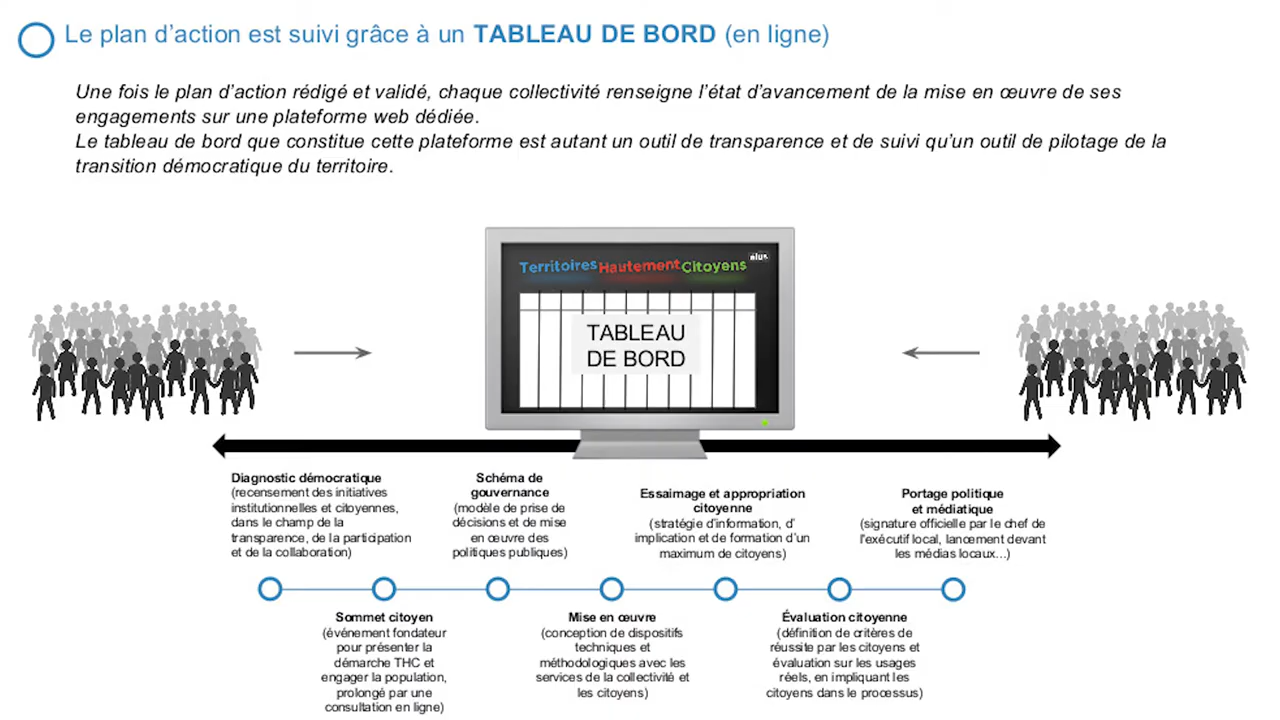 Le plan d’action est suivi grâce à un TABLEAU DE BORD (en ligne)
Une fois le plan d’action rédigé et validé, chaque collectivité renseigne l’état d’avancement de la mise en œuvre de ses
engagements sur une plateforme web dédiée.
Le tableau de bord que constitue cette plateforme est autant un outil de transparence et de suivi qu’un outil de pilotage de la
transition démocratique du territoire.
Territoires Hautement Citoyens
élus
TABLEAU
DE BORD
Diagnostic démocratique
(recensement des initiatives
institutionnelles et citoyennes,
dans le champ de la
transparence, de la participation
et de la collaboration)
Schéma de
gouvernance
(modèle de prise de
décisions et de mise
en œuvre des
politiques publiques)
Essaimage et appropriation
citoyenne
(stratégie d’information, d’
implication et de formation d’un
maximum de citoyens)
Portage politique
et médiatique
(signature officielle par le chef de
l'exécutif local, lancement devant
les médias locaux...)
Sommet citoyen
(événement fondateur
pour présenter la
démarche THC et
engager la population,
prolongé par une
consultation en ligne)
Mise en œuvre
(conception de dispositifs
techniques et
méthodologiques avec les
services de la collectivité et
les citoyens)
Évaluation citoyenne
(définition de critères de
réussite par les citoyens et
évaluation sur les usages
réels, en impliquant les
citoyens dans le processus)